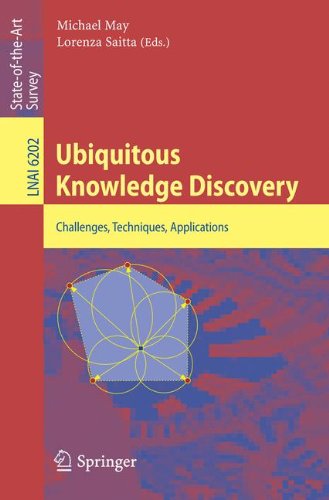 Michael May
Lorenza Saitta (Eds.)
State-of-the-Art
Survey
LNAI 6202
Ubiquitous
Knowledge Discovery
Challenges, Techniques, Applications
Springer